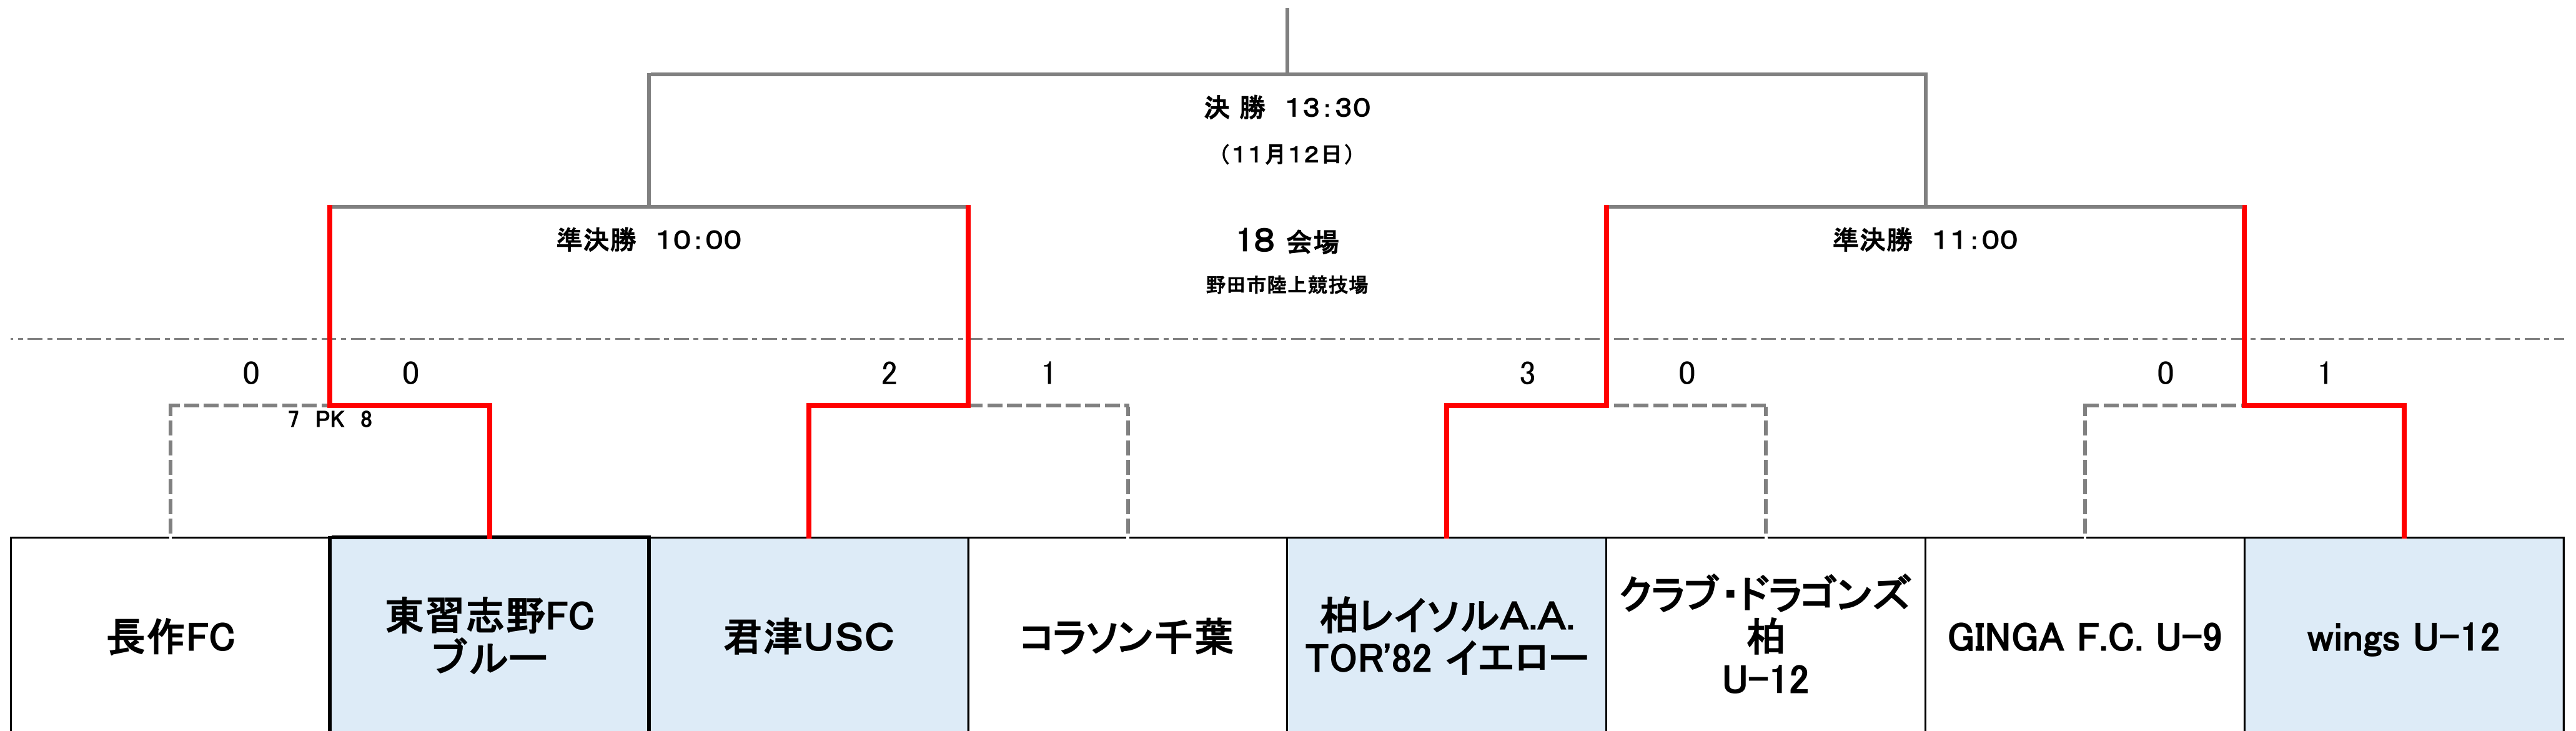 決 勝　１３：３０
（１１月１２日）
準決勝　１０：００
18 会場
準決勝　１１：００
野田市陸上競技場
0 0 2 1 3 0 0 1
7 PK 8
長作FC
東習志野FC
ブルー
君津ＵＳＣ
コラソン千葉
柏レイソルA.A.
TOR’82 イエロー
クラブ・ドラゴンズ
柏
U-12
GINGA F.C. U-9
wings U-12